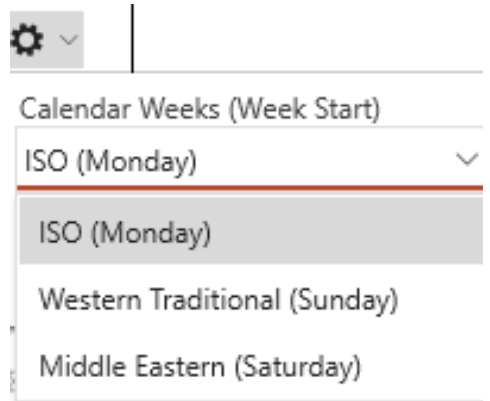 Calendar Weeks (Week Start)
ISO (Monday)
ISO (Monday)
Western Traditional (Sunday)
Middle Eastern (Saturday)